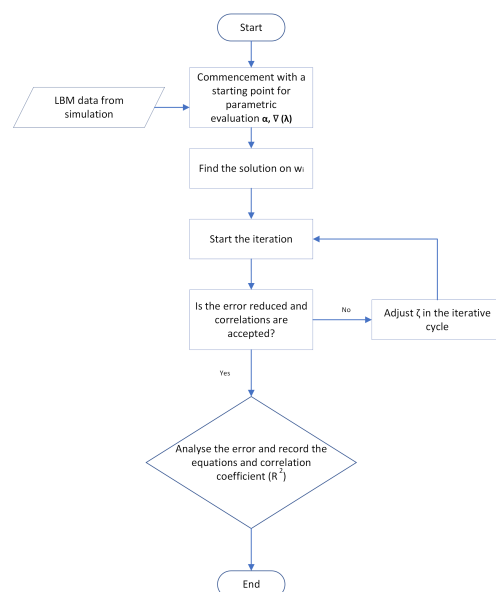 Start
Commencement with a
starting point for
parametric
evaluation α, ∇ (λ)
LBM data from
simulation
Find the solution on wᵢ
Start the iteration
Is the error reduced and
correlations are
accepted?
No
Adjust ζ in the iterative
cycle
Yes
Analyse the error and record the
equations and correlation
coefficient (R²)
End